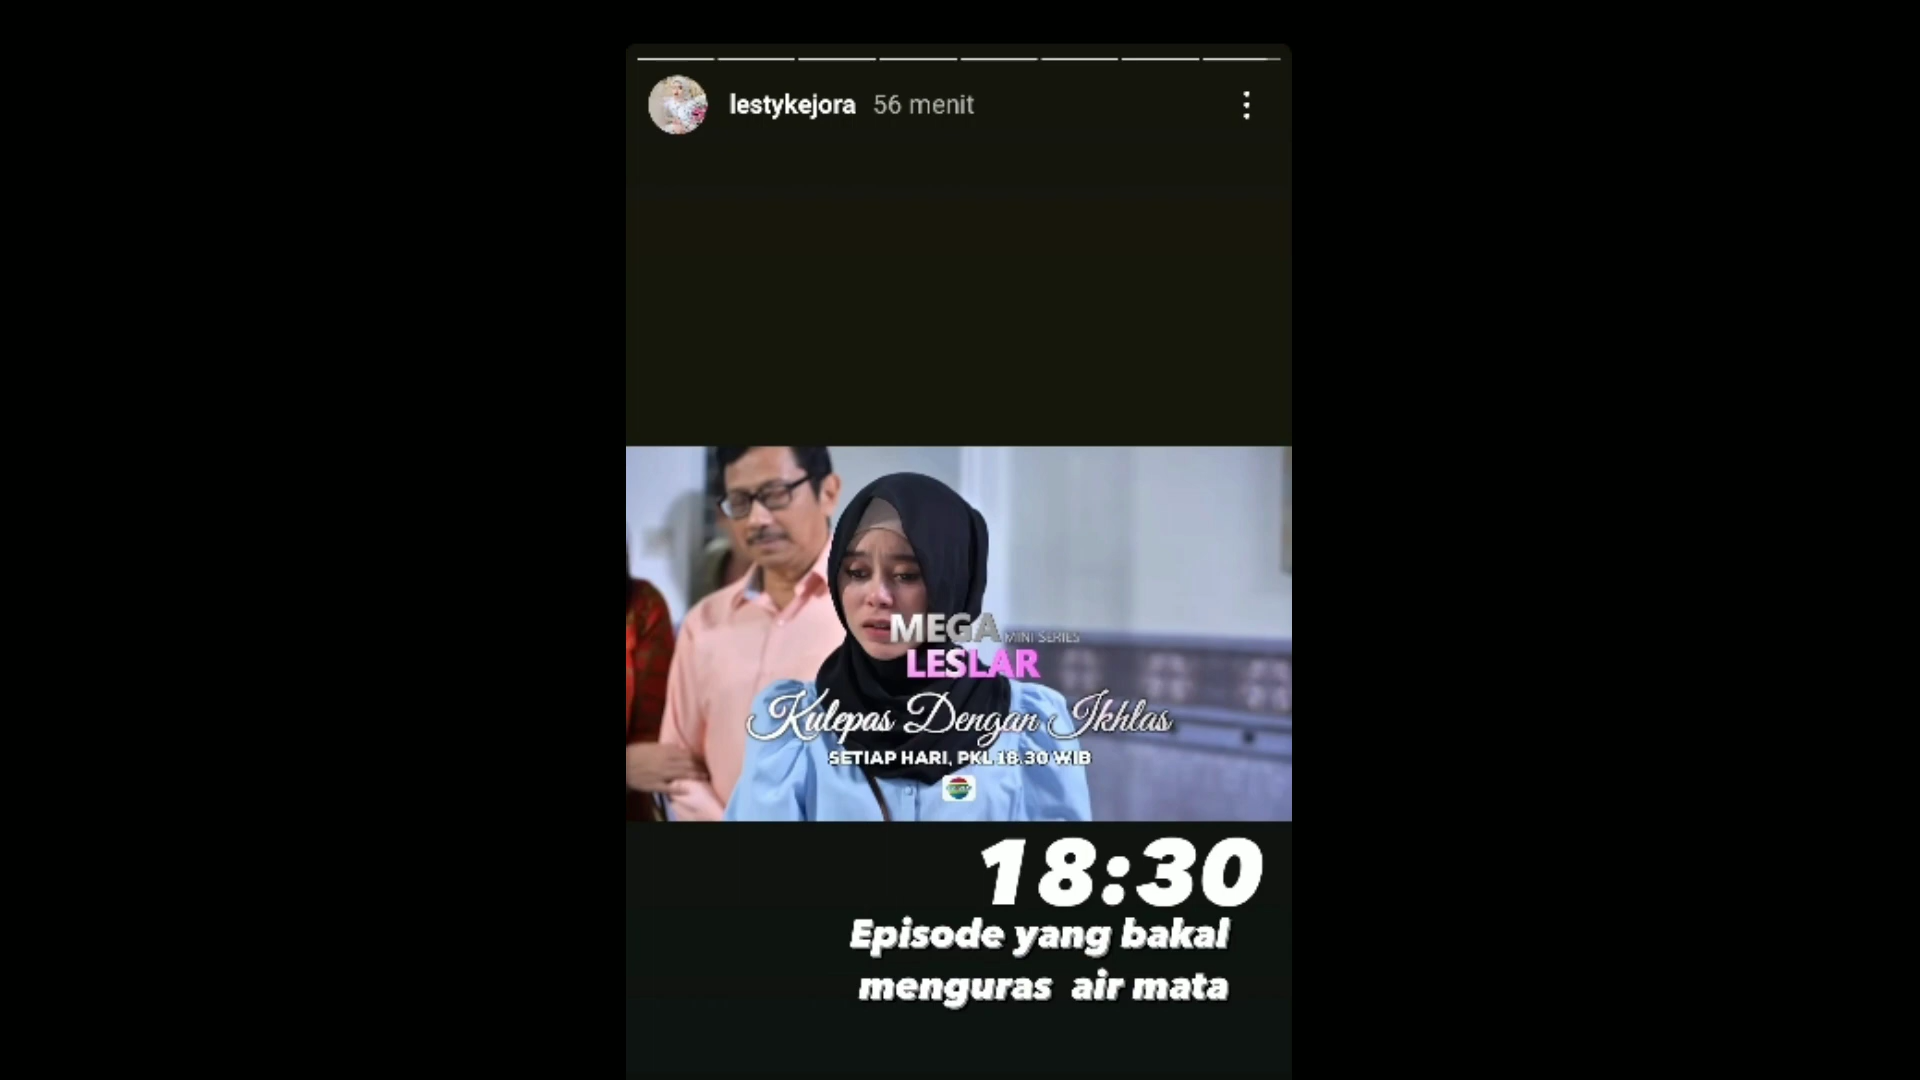 lestykejora 56 menit
MEGA MINI SERIES
LESLAR
Kulepas Dengan Ikhlas
SETIAP HARI, PKL 18.30 WIB
18:30
Episode yang bakal
menguras air mata